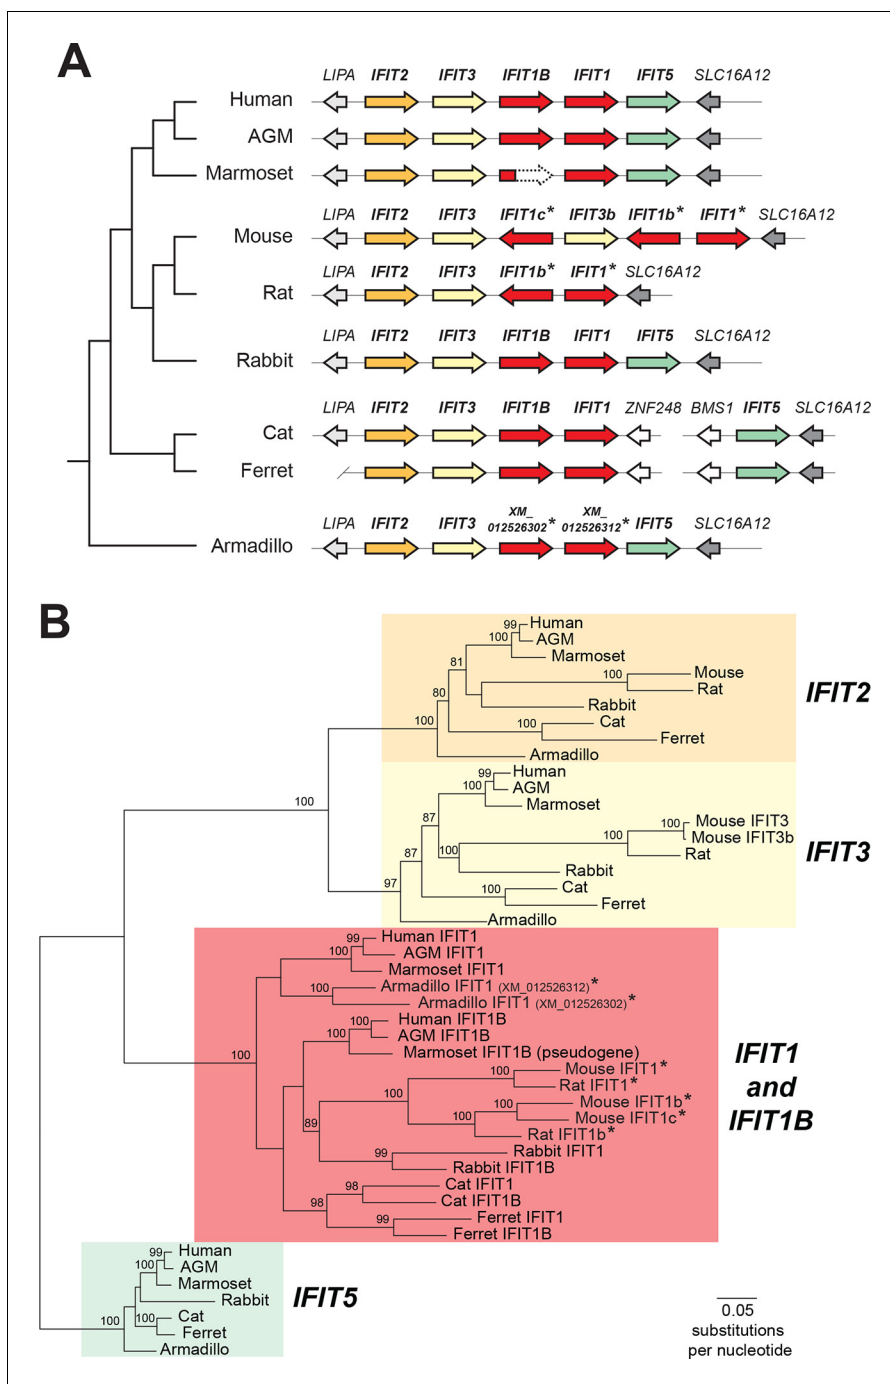 A
LIPA IFIT2 IFIT3 IFIT1B IFIT1 IFIT5 SLC16A12
Human
AGM
Marmoset
LIPA IFIT2 IFIT3 IFIT1c* IFIT3b IFIT1b* IFIT1* SLC16A12
Mouse
LIPA IFIT2 IFIT3 IFIT1b* IFIT1* SLC16A12
Rat
LIPA IFIT2 IFIT3 IFIT1B IFIT1 IFIT5 SLC16A12
Rabbit
LIPA IFIT2 IFIT3 IFIT1B IFIT1 ZNF248 BMS1 IFIT5 SLC16A12
Cat
Ferret
XM_ XM_
LIPA IFIT2 IFIT3 012526302* 012526312* IFIT5 SLC16A12
Armadillo
B
99 Human
100 AGM
Marmoset
81
100 Mouse
Rat
80
Rabbit
100 100 Cat
Ferret
Armadillo
IFIT2
99 Human
100 AGM
Marmoset
100
87
100 100 Mouse IFIT3
Mouse IFIT3b
100 Rat
87
Rabbit
97 100 Cat
Ferret
Armadillo
IFIT3
99 Human IFIT1
100 AGM IFIT1
Marmoset IFIT1
100 Armadillo IFIT1 (XM_012526312)*
Armadillo IFIT1 (XM_012526302)*
100 Human IFIT1B
100 AGM IFIT1B
Marmoset IFIT1B (pseudogene)
100
100 Mouse IFIT1*
100 Rat IFIT1*
100 Mouse IFIT1b*
100 Mouse IFIT1c*
89 Rat IFIT1b*
99 Rabbit IFIT1
Rabbit IFIT1B
98 Cat IFIT1
98 Cat IFIT1B
99 Ferret IFIT1
Ferret IFIT1B
IFIT1
and
IFIT1B
99 Human
100 AGM
Marmoset
Rabbit
100 100 Cat
Ferret
Armadillo
IFIT5
0.05
substitutions
per nucleotide